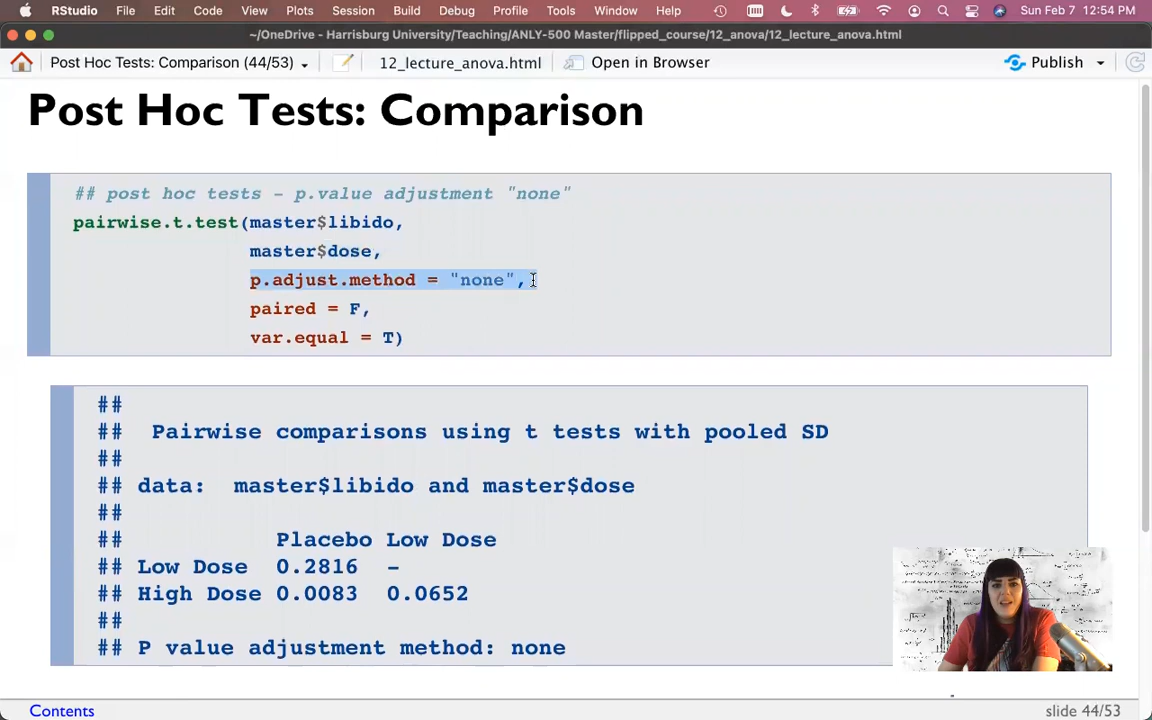 RStudio File Edit Code View Plots Session Build Debug Profile Tools Window Help Sun Feb 7 12:54 PM
~/OneDrive - Harrisburg University/Teaching/ANLY-500 Master/flipped_course/12_anova/12_lecture_anova.html
Post Hoc Tests: Comparison (44/53) 12_lecture_anova.html Open in Browser Publish
Post Hoc Tests: Comparison
## post hoc tests - p.value adjustment "none"
pairwise.t.test(master$libido,
master$dose,
p.adjust.method = "none",
paired = F,
var.equal = T)
##
## Pairwise comparisons using t tests with pooled SD
##
## data: master$libido and master$dose
##
## Placebo Low Dose
## Low Dose 0.2816 -
## High Dose 0.0083 0.0652
##
## P value adjustment method: none
Contents slide 44/53